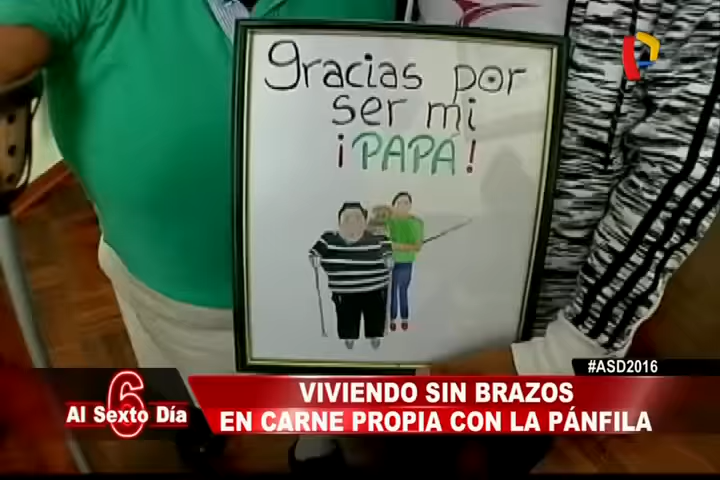 gracias por
ser mi
¡PAPÁ!
#ASD2016
6
Al Sexto Día
VIVIENDO SIN BRAZOS
EN CARNE PROPIA CON LA PÁNFILA